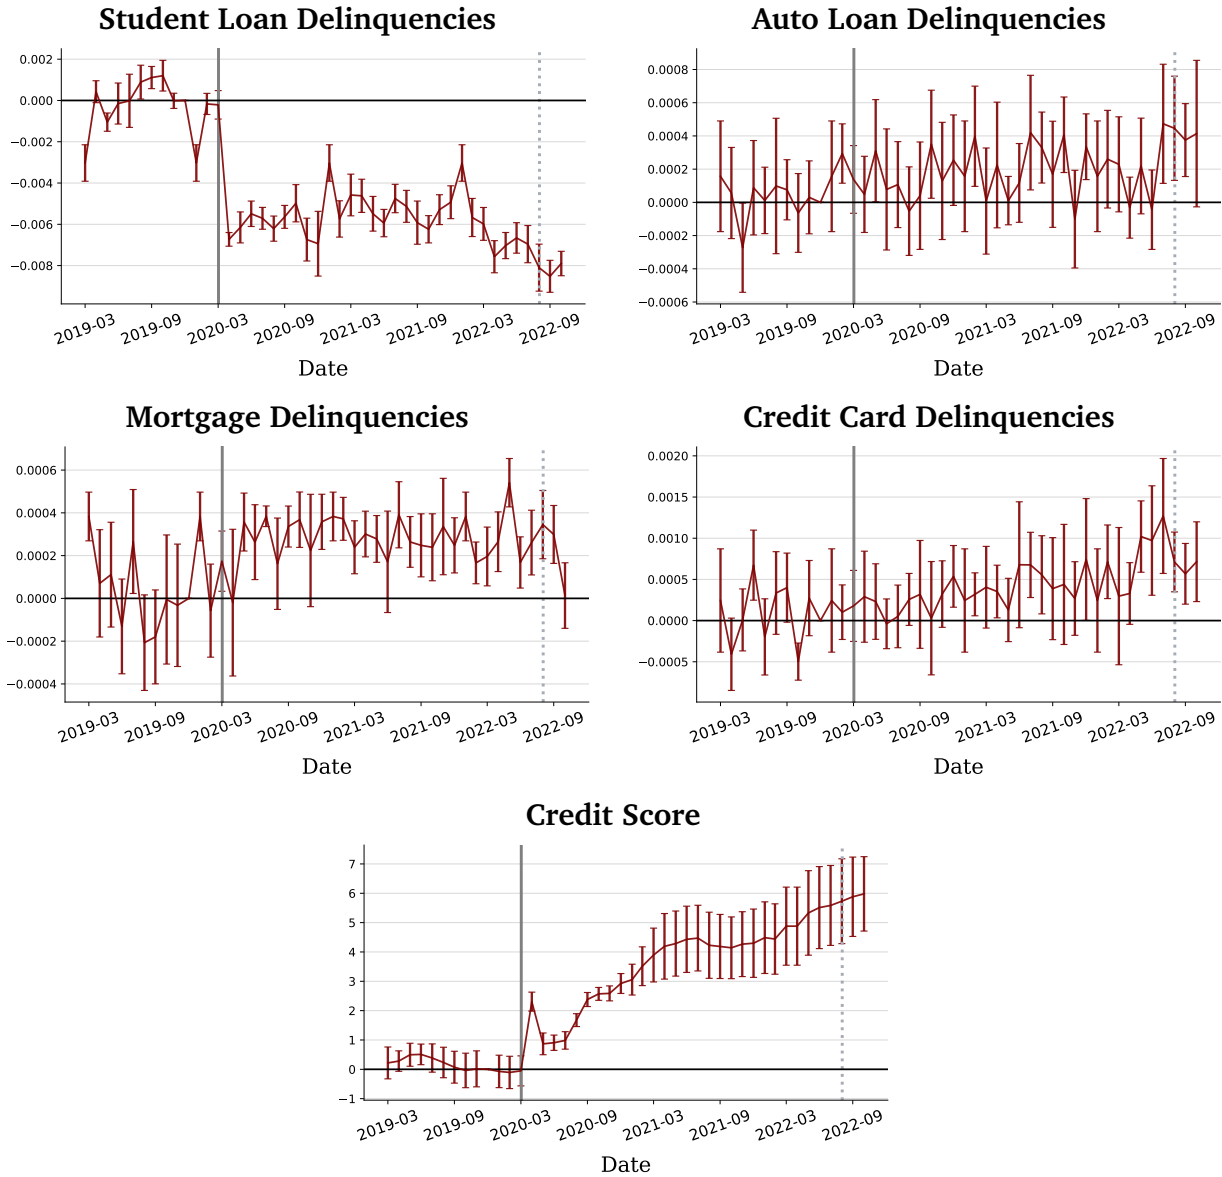 Student Loan Delinquencies
0.002
0.000
−0.002
−0.004
−0.006
−0.008
2019-03 2019-09 2020-03 2020-09 2021-03 2021-09 2022-03 2022-09
Date
Auto Loan Delinquencies
0.0008
0.0006
0.0004
0.0002
0.0000
−0.0002
−0.0004
−0.0006
2019-03 2019-09 2020-03 2020-09 2021-03 2021-09 2022-03 2022-09
Date
Mortgage Delinquencies
0.0006
0.0004
0.0002
0.0000
−0.0002
−0.0004
2019-03 2019-09 2020-03 2020-09 2021-03 2021-09 2022-03 2022-09
Date
Credit Card Delinquencies
0.0020
0.0015
0.0010
0.0005
0.0000
−0.0005
2019-03 2019-09 2020-03 2020-09 2021-03 2021-09 2022-03 2022-09
Date
Credit Score
7
6
5
4
3
2
1
0
−1
2019-03 2019-09 2020-03 2020-09 2021-03 2021-09 2022-03 2022-09
Date